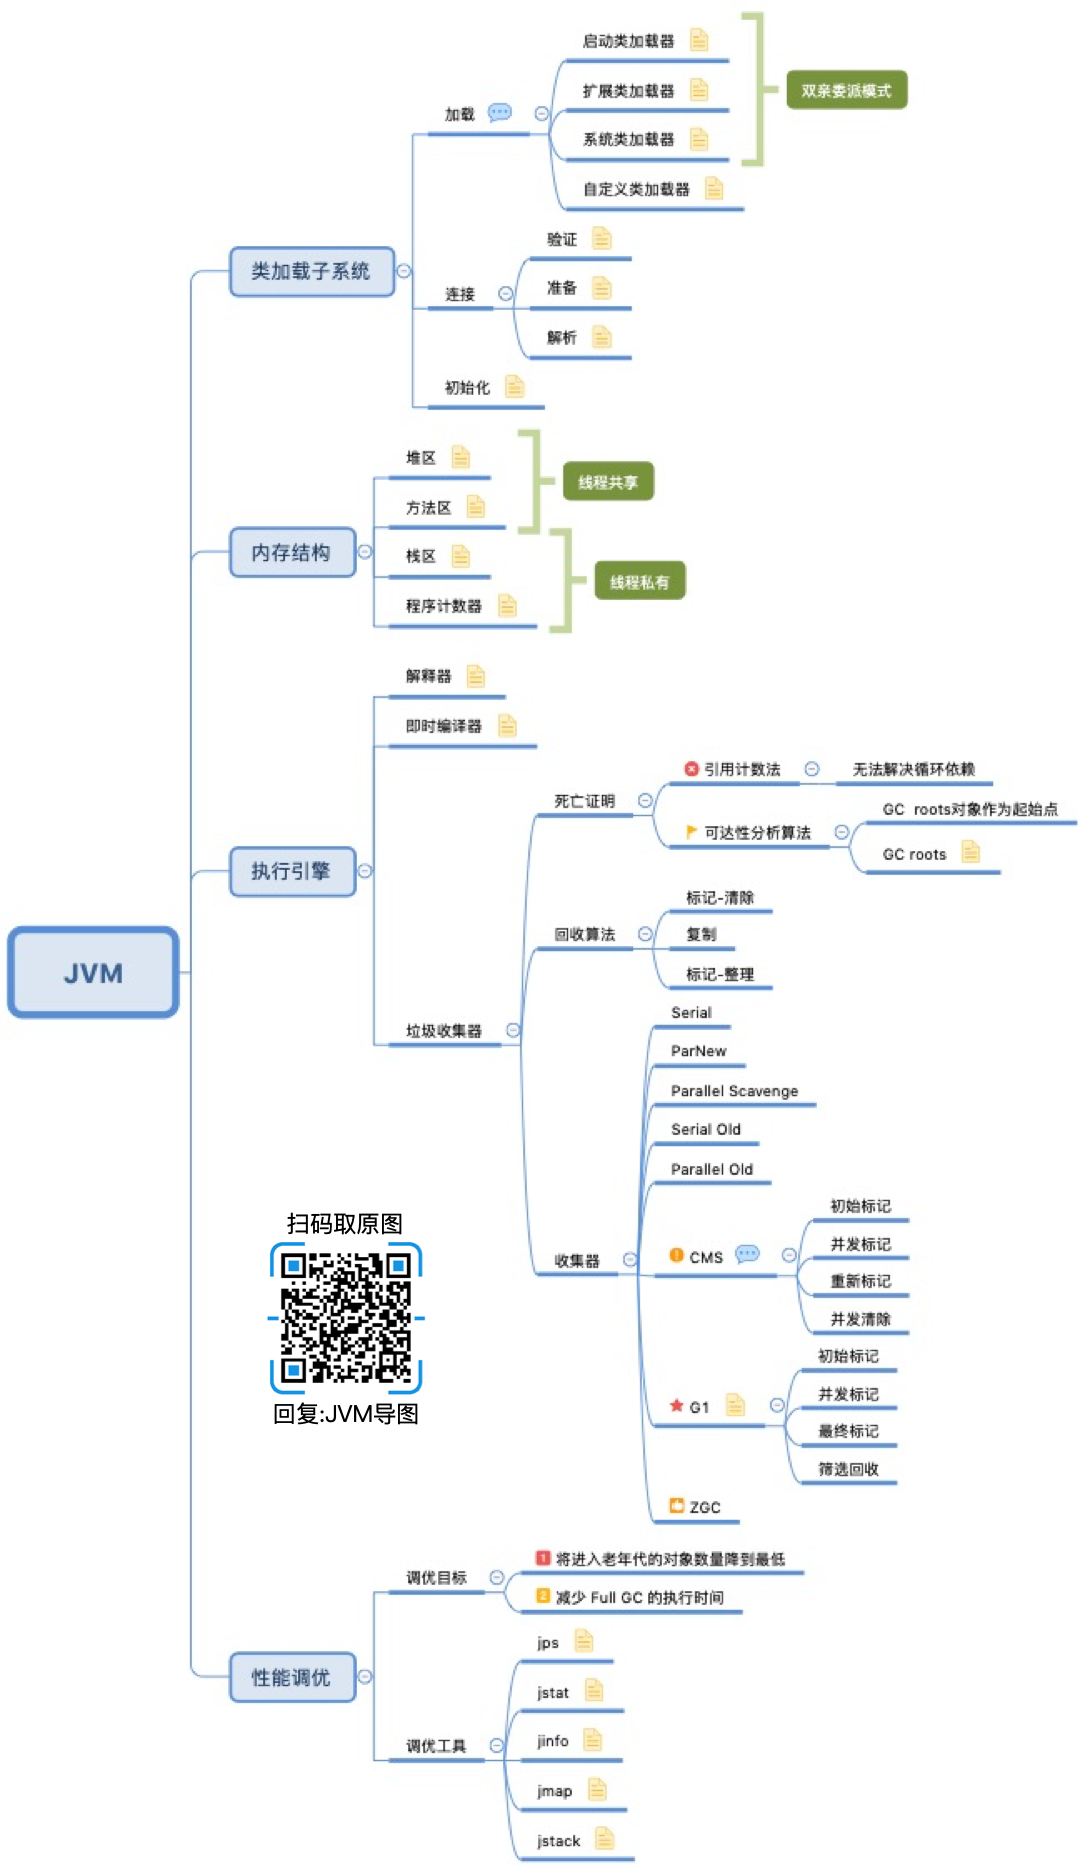 启动类加载器
扩展类加载器
双亲委派模式
加载
系统类加载器
自定义类加载器
类加载子系统
验证
连接
准备
解析
初始化
堆区
线程共享
方法区
内存结构
栈区
线程私有
程序计数器
解释器
即时编译器
引用计数法
无法解决循环依赖
死亡证明
可达性分析算法
GC roots对象作为起始点
GC roots
执行引擎
标记-清除
回收算法
复制
标记-整理
JVM
垃圾收集器
Serial
ParNew
Parallel Scavenge
Serial Old
Parallel Old
收集器
CMS
初始标记
并发标记
重新标记
并发清除
G1
初始标记
并发标记
最终标记
筛选回收
ZGC
扫码取原图
回复:JVM导图
调优目标
1 将进入老年代的对象数量降到最低
2 减少 Full GC 的执行时间
性能调优
调优工具
jps
jstat
jinfo
jmap
jstack